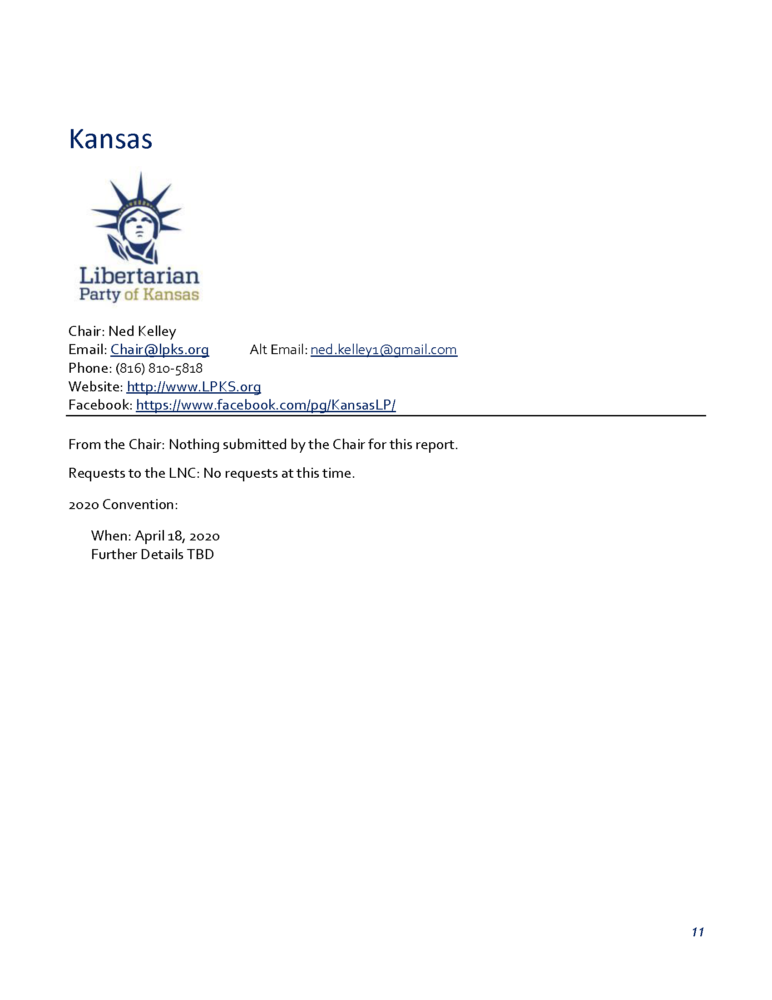 Kansas
Libertarian
Party of Kansas
Chair: Ned Kelley
Email: Chair@lpks.org Alt Email: ned.kelley1@gmail.com
Phone: (816) 810-5818
Website: http://www.LPKS.org
Facebook: https://www.facebook.com/pg/KansasLP/
From the Chair: Nothing submitted by the Chair for this report.
Requests to the LNC: No requests at this time.
2020 Convention:
When: April 18, 2020
Further Details TBD
11